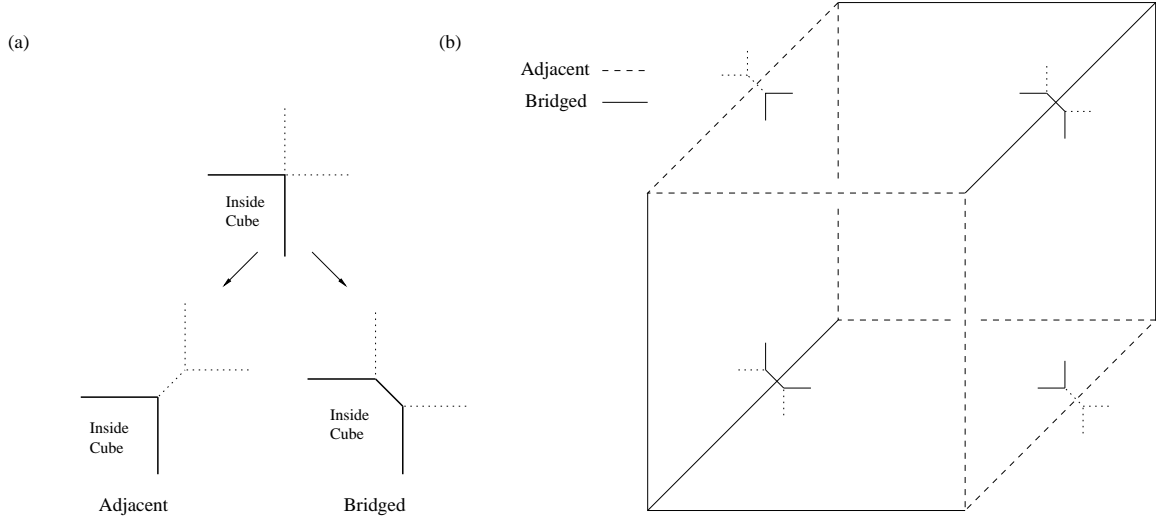 (a)
Inside
Cube
Inside
Cube
Adjacent
Inside
Cube
Bridged
(b)
Adjacent
Bridged